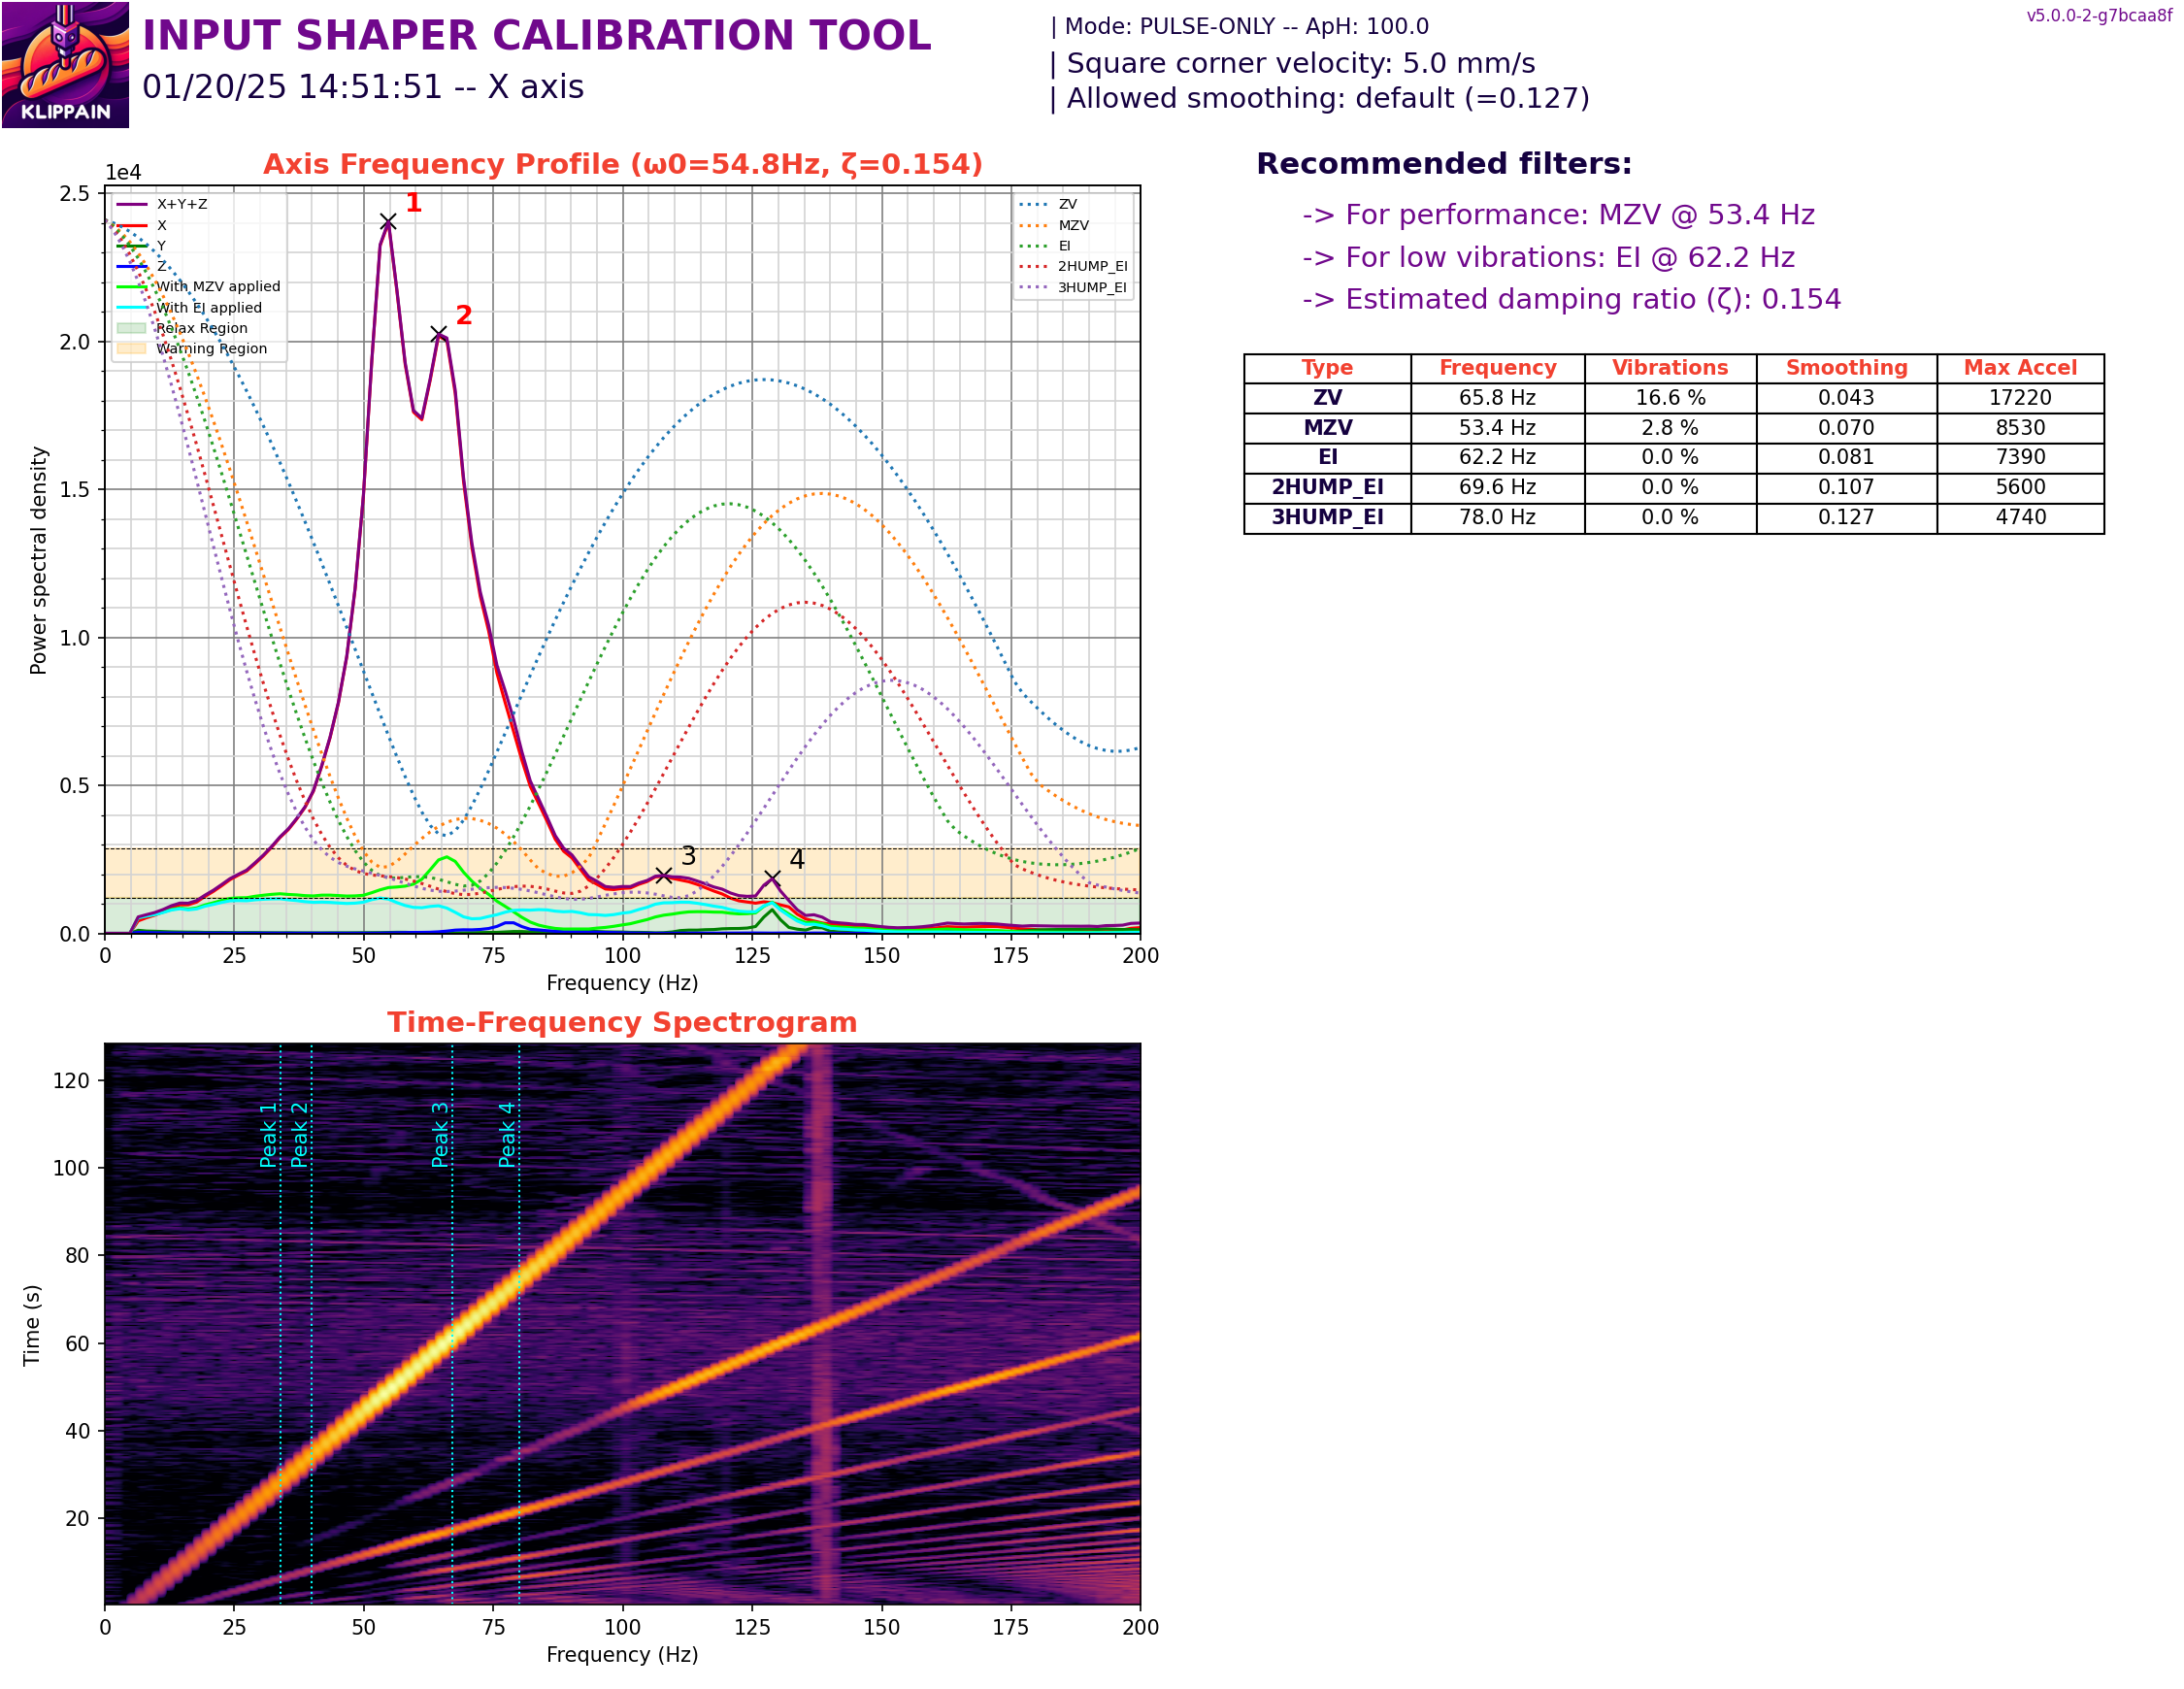 KLIPPAIN
INPUT SHAPER CALIBRATION TOOL
01/20/25 14:51:51 -- X axis
| Mode: PULSE-ONLY -- ApH: 100.0
| Square corner velocity: 5.0 mm/s
| Allowed smoothing: default (=0.127)
v5.0.0-2-g7bcaa8f
Axis Frequency Profile (ω0=54.8Hz, ζ=0.154)
1e4
2.5
2.0
1.5
1.0
0.5
0.0
Power spectral density
X+Y+Z
X
Y
Z
With MZV applied
With EI applied
Relax Region
Warning Region
1
2
3
4
ZV
MZV
EI
2HUMP_EI
3HUMP_EI
0 25 50 75 100 125 150 175 200
Frequency (Hz)
Recommended filters:
-> For performance: MZV @ 53.4 Hz
-> For low vibrations: EI @ 62.2 Hz
-> Estimated damping ratio (ζ): 0.154
Type Frequency Vibrations Smoothing Max Accel
ZV 65.8 Hz 16.6 % 0.043 17220
MZV 53.4 Hz 2.8 % 0.070 8530
EI 62.2 Hz 0.0 % 0.081 7390
2HUMP_EI 69.6 Hz 0.0 % 0.107 5600
3HUMP_EI 78.0 Hz 0.0 % 0.127 4740
Time-Frequency Spectrogram
120
100
80
60
40
20
Time (s)
Peak 1
Peak 2
Peak 3
Peak 4
0 25 50 75 100 125 150 175 200
Frequency (Hz)